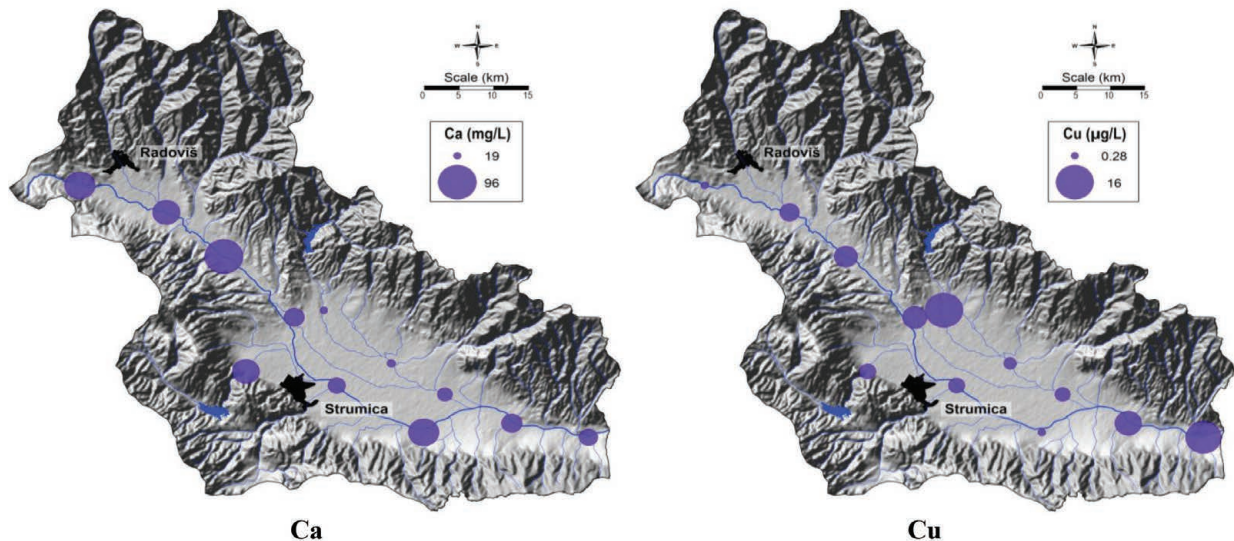 N
W E
S
Scale (km)
0 5 10 15
Ca (mg/L)
19
96
Radoviš
Strumica
Ca
N
W E
S
Scale (km)
0 5 10 15
Cu (µg/L)
0.28
16
Radoviš
Strumica
Cu